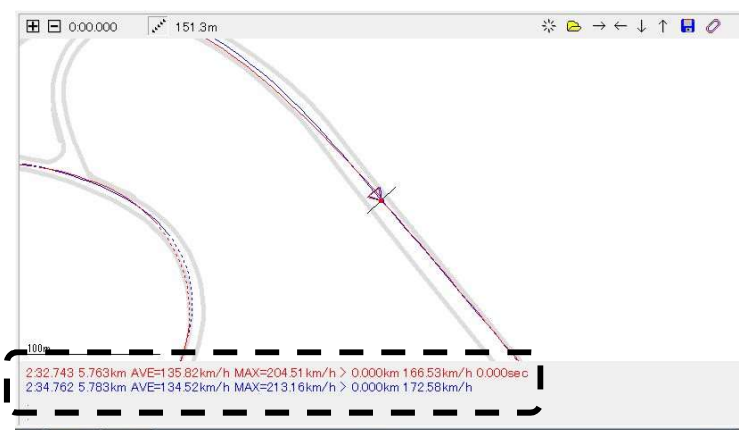 0:00.000 151.3m
100m
2:32.743 5.763km AVE=135.82km/h MAX=204.51km/h > 0.000km 166.53km/h 0.000sec
2:34.762 5.783km AVE=134.52km/h MAX=213.16km/h > 0.000km 172.58km/h